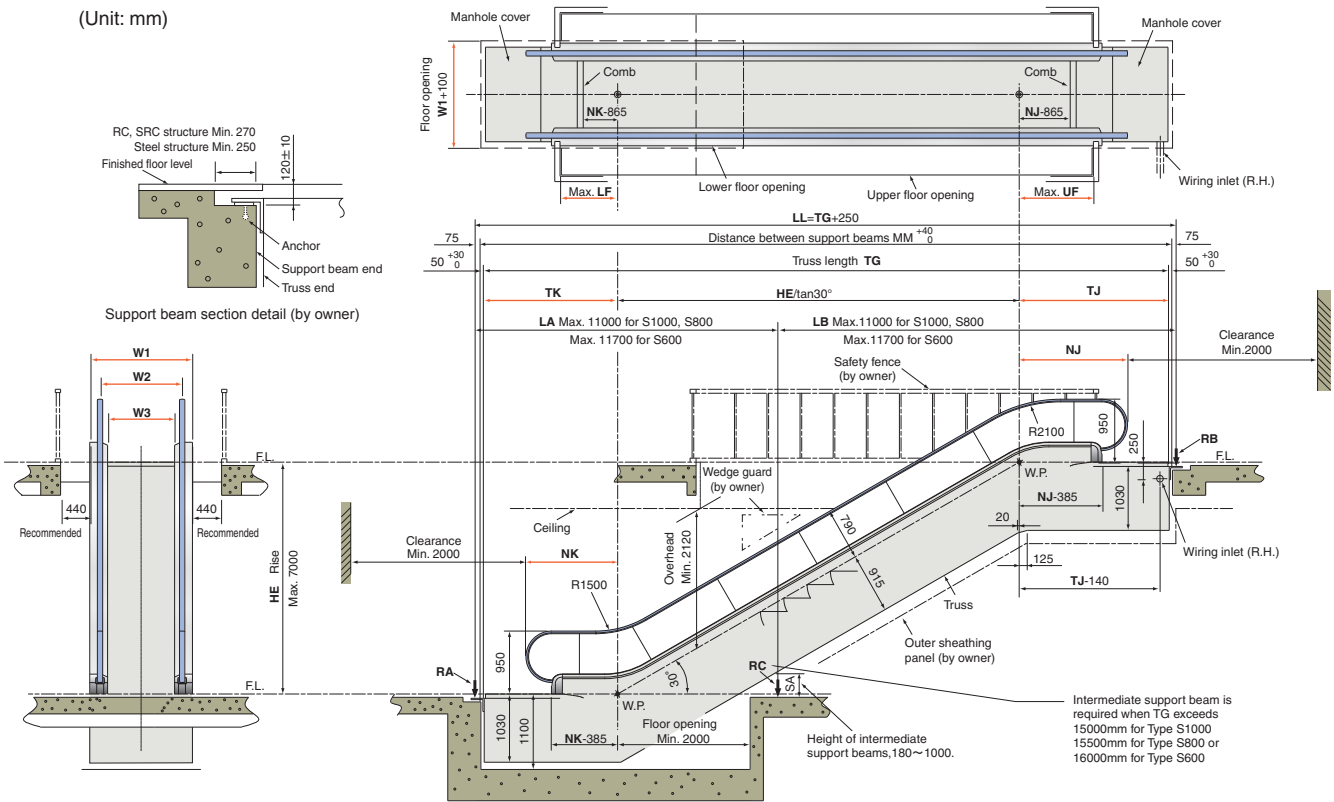 (Unit: mm)
Manhole cover
Manhole cover
Floor opening
W1+100
Comb
Comb
NK-865
NJ-865
Wiring inlet (R.H.)
Lower floor opening
Upper floor opening
Max. LF
Max. UF
RC, SRC structure Min. 270
Steel structure Min. 250
Finished floor level
120±10
Anchor
Support beam end
Truss end
Support beam section detail (by owner)
LL=TG+250
75
Distance between support beams MM +40 0
75
50 +30 0
Truss length TG
50 +30 0
TK
HE/tan30°
TJ
LA Max. 11000 for S1000, S800
LB Max.11000 for S1000, S800
Max. 11700 for S600
Max.11700 for S600
NJ
Clearance
Min.2000
Safety fence
(by owner)
W1
W2
W3
F.L.
440
440
Recommended
Recommended
HE Rise
Max. 7000
F.L.
R2100
950
250
RB
F.L.
Wedge guard
(by owner)
W.P.
NJ-385
1030
Ceiling
20
Wiring inlet (R.H.)
790
Overhead
Min. 2120
Clearance
Min. 2000
NK
125
915
TJ-140
R1500
Truss
Outer sheathing
panel (by owner)
950
RA
30°
RC
SA
W.P.
1030
1100
NK-385
Floor opening
Min. 2000
Height of intermediate
support beams,180~1000.
Intermediate support beam is
required when TG exceeds
15000mm for Type S1000
15500mm for Type S800 or
16000mm for Type S600